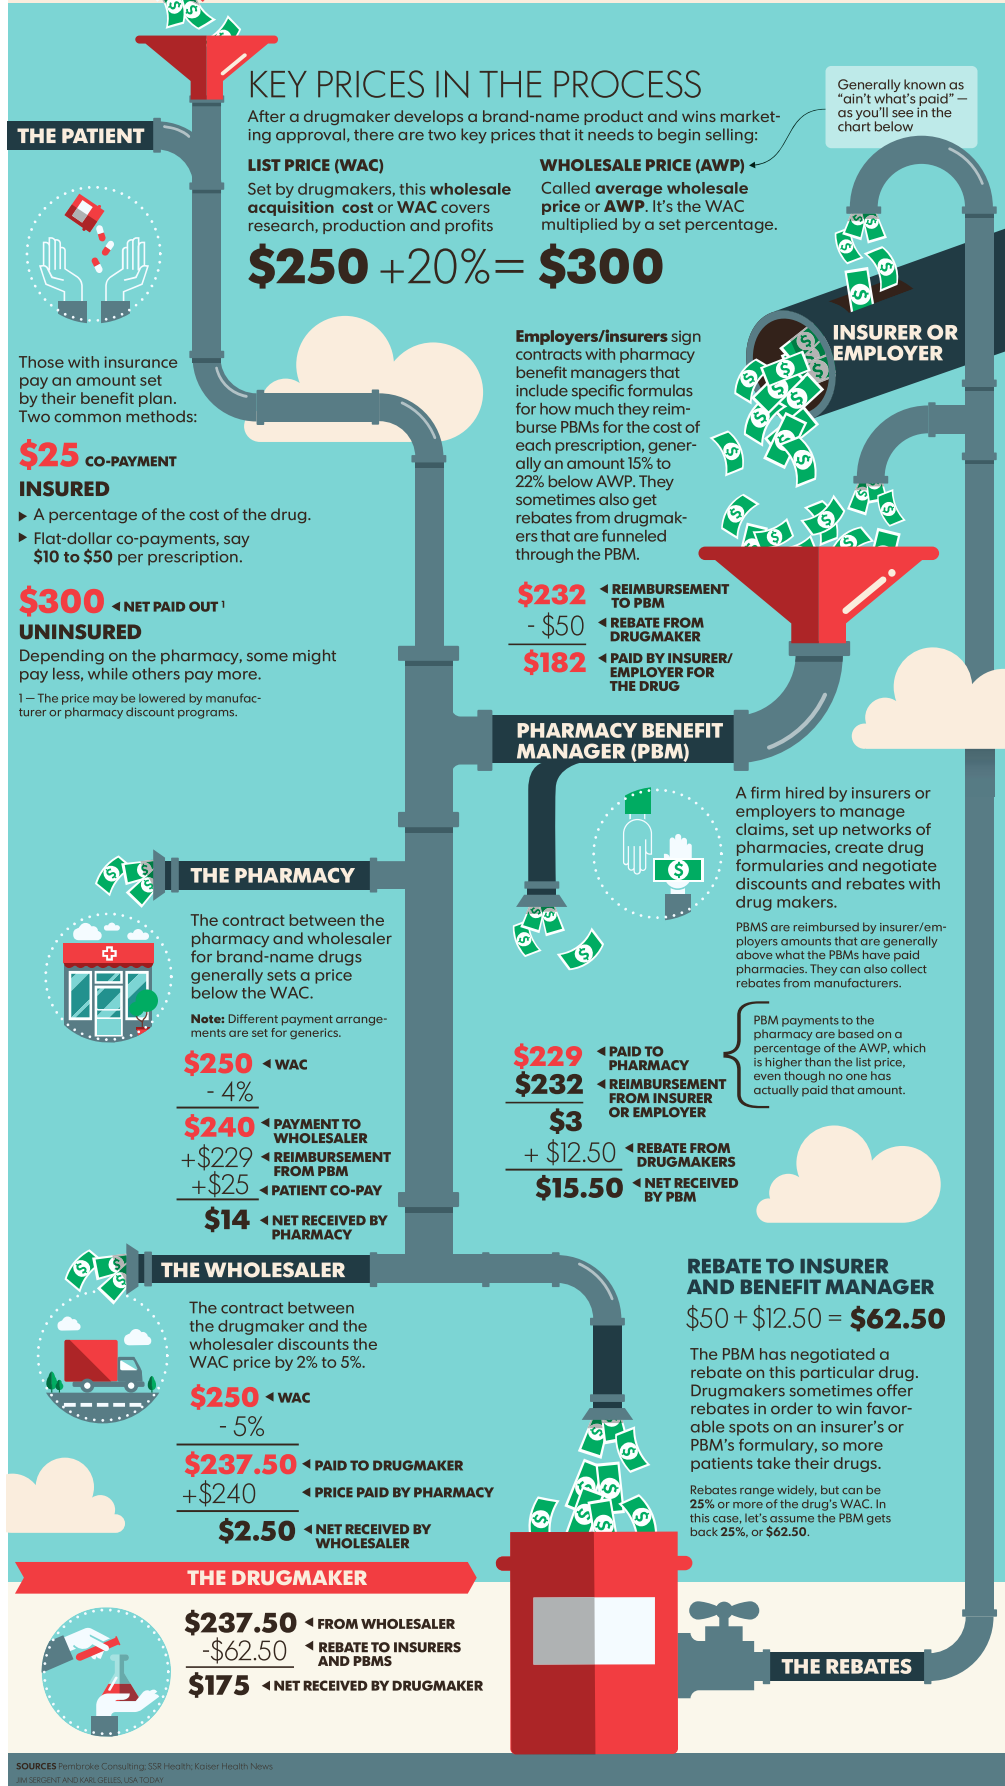 KEY PRICES IN THE PROCESS
After a drugmaker develops a brand-name product and wins market-
ing approval, there are two key prices that it needs to begin selling:
LIST PRICE (WAC)
Set by drugmakers, this wholesale
acquisition cost or WAC covers
research, production and profits
WHOLESALE PRICE (AWP)
Called average wholesale
price or AWP. It's the WAC
multiplied by a set percentage.
$250 +20%= $300
Generally known as
“ain't what's paid” —
as you'll see in the
chart below
THE PATIENT
Those with insurance
pay an amount set
by their benefit plan.
Two common methods:
$25 CO-PAYMENT
INSURED
▶ A percentage of the cost of the drug.
▶ Flat-dollar co-payments, say
$10 to $50 per prescription.
$300 ◀ NET PAID OUT 1
UNINSURED
Depending on the pharmacy, some might
pay less, while others pay more.
1 — The price may be lowered by manufac-
turer or pharmacy discount programs.
INSURER OR
EMPLOYER
Employers/insurers sign
contracts with pharmacy
benefit managers that
include specific formulas
for how much they reim-
burse PBMs for the cost of
each prescription, gener-
ally an amount 15% to
22% below AWP. They
sometimes also get
rebates from drugmak-
ers that are funneled
through the PBM.
$232 ◀ REIMBURSEMENT
TO PBM
- $50 ◀ REBATE FROM
DRUGMAKER
$182 ◀ PAID BY INSURER/
EMPLOYER FOR
THE DRUG
PHARMACY BENEFIT
MANAGER (PBM)
A firm hired by insurers or
employers to manage
claims, set up networks of
pharmacies, create drug
formularies and negotiate
discounts and rebates with
drug makers.
PBMS are reimbursed by insurer/em-
ployers amounts that are generally
above what the PBMs have paid
pharmacies. They can also collect
rebates from manufacturers.
PBM payments to the
pharmacy are based on a
percentage of the AWP, which
is higher than the list price,
even though no one has
actually paid that amount.
$229 ◀ PAID TO
PHARMACY
$232 ◀ REIMBURSEMENT
FROM INSURER
OR EMPLOYER
$3
+ $12.50 ◀ REBATE FROM
DRUGMAKERS
$15.50 ◀ NET RECEIVED
BY PBM
THE PHARMACY
The contract between the
pharmacy and wholesaler
for brand-name drugs
generally sets a price
below the WAC.
Note: Different payment arrange-
ments are set for generics.
$250 ◀ WAC
- 4%
$240 ◀ PAYMENT TO
WHOLESALER
+$229 ◀ REIMBURSEMENT
FROM PBM
+$25 ◀ PATIENT CO-PAY
$14 ◀ NET RECEIVED BY
PHARMACY
THE WHOLESALER
The contract between
the drugmaker and the
wholesaler discounts the
WAC price by 2% to 5%.
$250 ◀ WAC
- 5%
$237.50 ◀ PAID TO DRUGMAKER
+$240 ◀ PRICE PAID BY PHARMACY
$2.50 ◀ NET RECEIVED BY
WHOLESALER
REBATE TO INSURER
AND BENEFIT MANAGER
$50 + $12.50 = $62.50
The PBM has negotiated a
rebate on this particular drug.
Drugmakers sometimes offer
rebates in order to win favor-
able spots on an insurer's or
PBM's formulary, so more
patients take their drugs.
Rebates range widely, but can be
25% or more of the drug's WAC. In
this case, let's assume the PBM gets
back 25%, or $62.50.
THE DRUGMAKER
$237.50 ◀ FROM WHOLESALER
-$62.50 ◀ REBATE TO INSURERS
AND PBMS
$175 ◀ NET RECEIVED BY DRUGMAKER
THE REBATES
SOURCES Pembroke Consulting; SSR Health; Kaiser Health News
JIM SERGENT AND KARL GELLES, USA TODAY